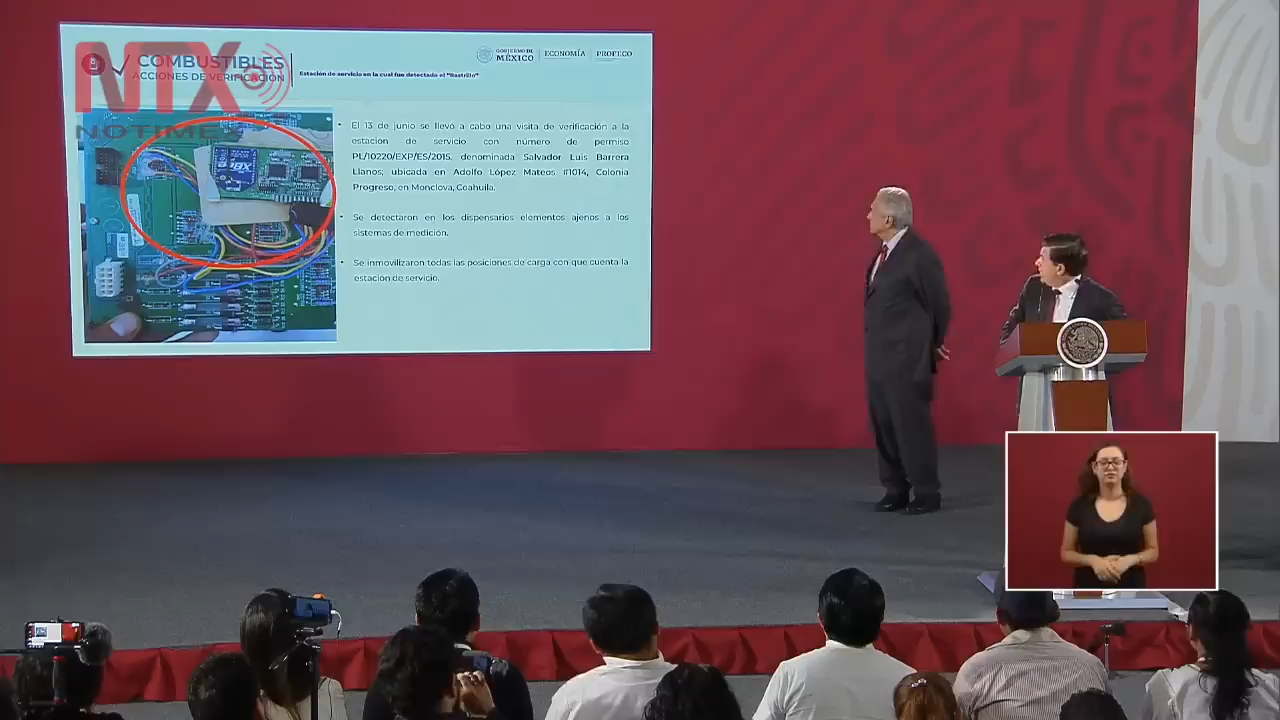 NTX
NOTIMEX
COMBUSTIBLES
ACCIONES DE VERIFICACIÓN
Estación de servicio en la cual fue detectado el "Rastrillo"
GOBIERNO DE
MÉXICO
ECONOMÍA
PROFECO
• El 13 de junio se llevó a cabo una visita de verificación a la
estación de servicio con número de permiso
PL/10220/EXP/ES/2015, denominada Salvador Luis Barrera
Llanos; ubicada en Adolfo López Mateos #1014, Colonia
Progreso, en Monclova, Coahuila.
• Se detectaron en los dispensarios elementos ajenos a los
sistemas de medición.
• Se inmovilizaron todas las posiciones de carga con que cuenta la
estación de servicio.